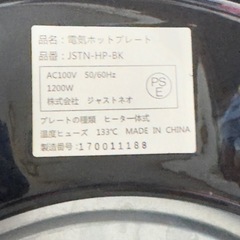 品名：電気ホットプレート
品番：JSTN-HP-BK
AC100V 50/60Hz
1200W
株式会社 ジャストネオ
PS
E
プレートの種類 ヒーター体式
温度ヒューズ 133℃ MADE IN CHINA
製造番号：170011188